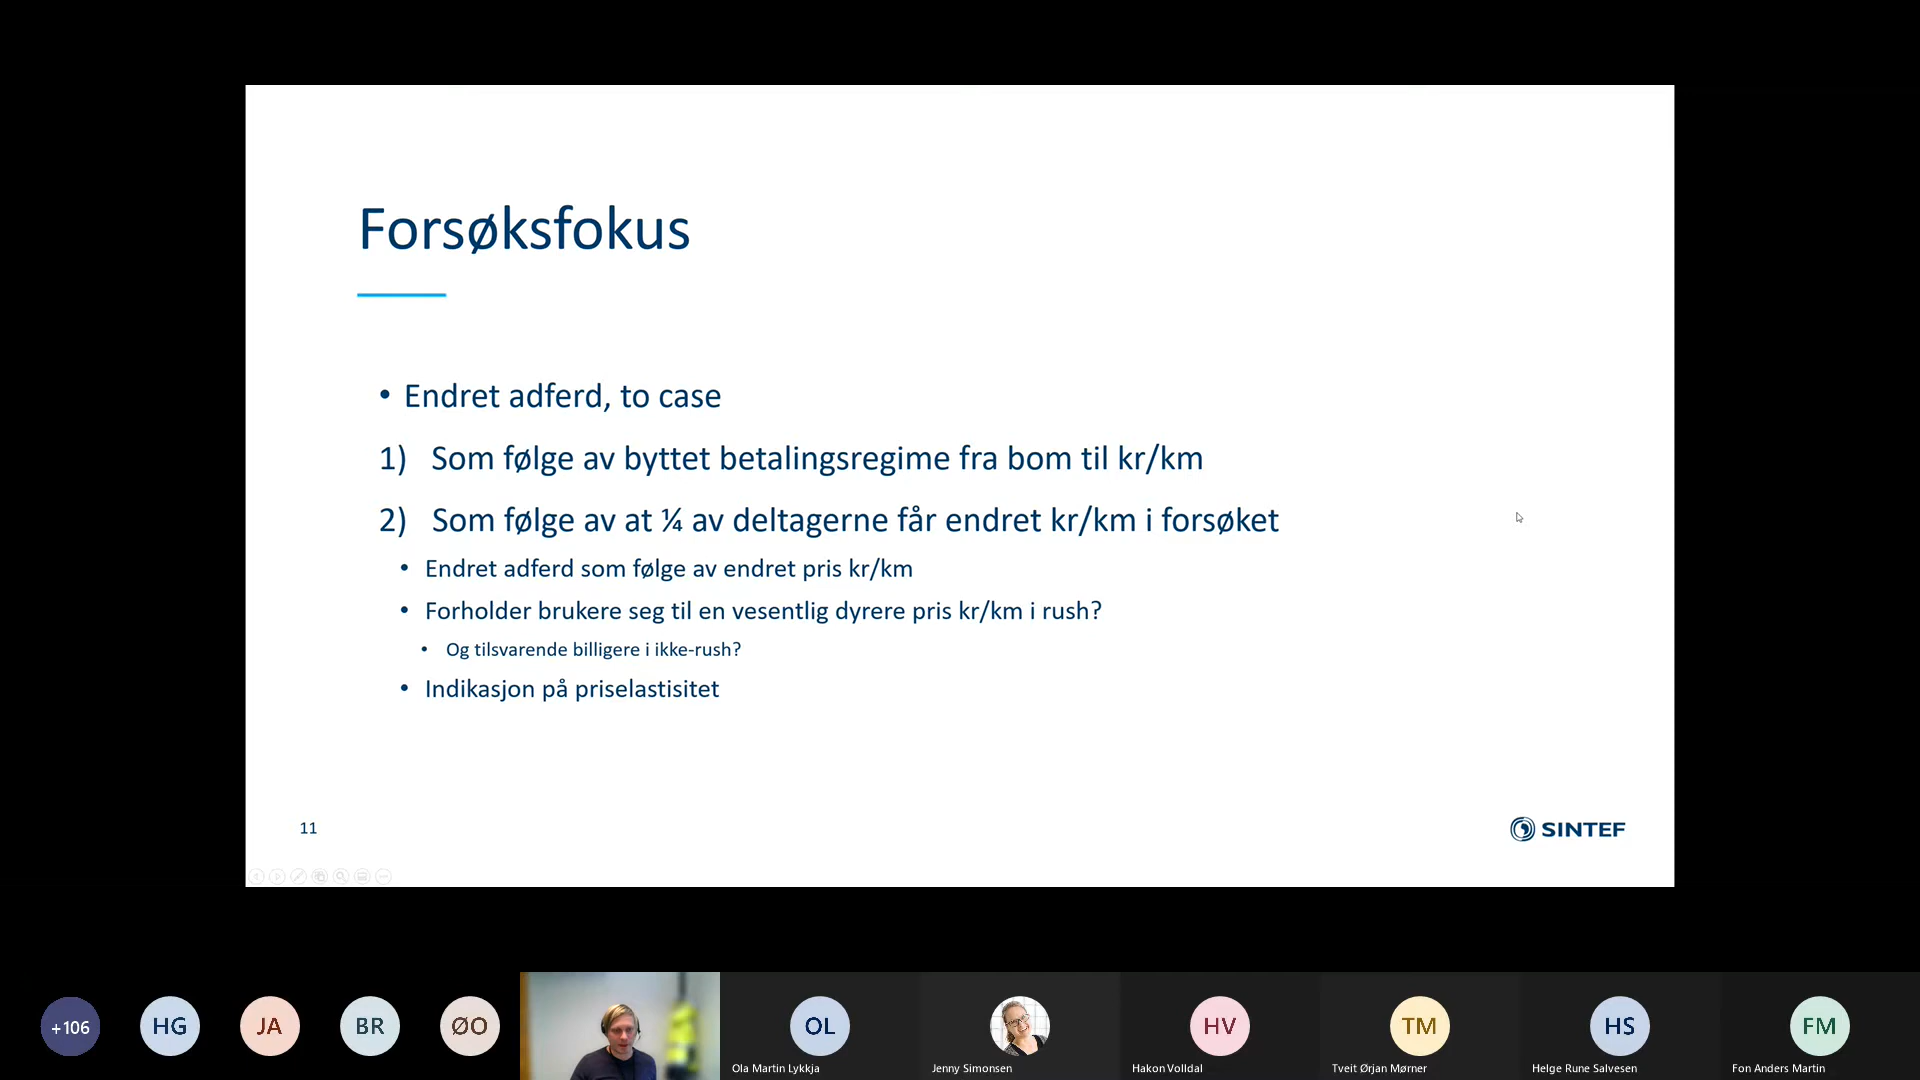 Forsøksfokus
• Endret adferd, to case
1) Som følge av byttet betalingsregime fra bom til kr/km
2) Som følge av at ¼ av deltagerne får endret kr/km i forsøket
• Endret adferd som følge av endret pris kr/km
• Forholder brukere seg til en vesentlig dyrere pris kr/km i rush?
• Og tilsvarende billigere i ikke-rush?
• Indikasjon på priselastisitet
11
SINTEF
+106
HG
JA
BR
ØO
OL
HV
TM
HS
FM
Ola Martin Lykkja
Jenny Simonsen
Hakon Volldal
Tveit Ørjan Mørner
Helge Rune Salvesen
Fon Anders Martin